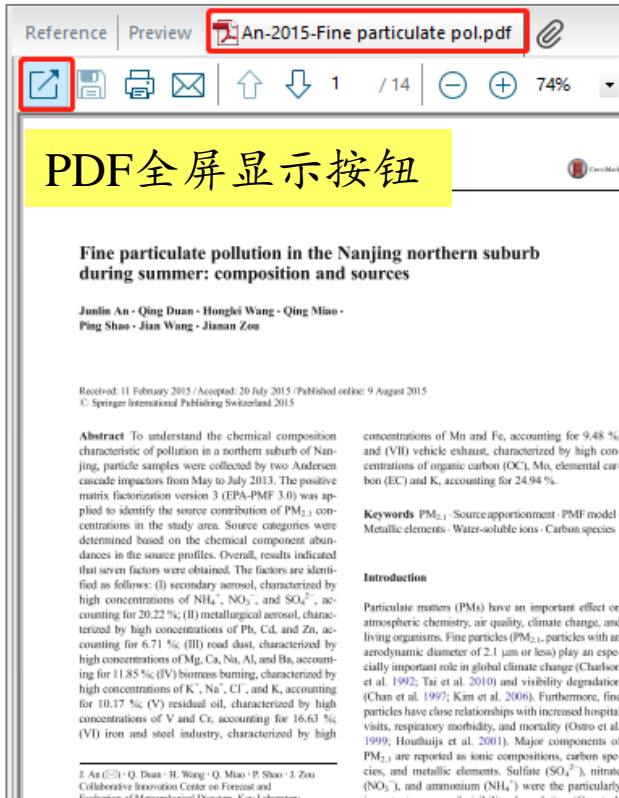 Reference Preview An-2015-Fine particulate pol.pdf
1 / 14 74%
PDF全屏显示按钮
CrossMark
Fine particulate pollution in the Nanjing northern suburb
during summer: composition and sources
Junlin An · Qing Duan · Honglei Wang · Qing Miao ·
Ping Shao · Jian Wang · Jianan Zou
Received: 11 February 2015 / Accepted: 20 July 2015 / Published online: 9 August 2015
© Springer International Publishing Switzerland 2015
Abstract To understand the chemical composition
characteristic of pollution in a northern suburb of Nan-
jing, particle samples were collected by two Andersen
cascade impactors from May to July 2013. The positive
matrix factorization version 3 (EPA-PMF 3.0) was ap-
plied to identify the source contribution of PM₂.₁ con-
centrations in the study area. Source categories were
determined based on the chemical component abun-
dances in the source profiles. Overall, results indicated
that seven factors were obtained. The factors are identi-
fied as follows: (I) secondary aerosol, characterized by
high concentrations of NH₄⁺, NO₃⁻, and SO₄²⁻, ac-
counting for 20.22 %; (II) metallurgical aerosol, charac-
terized by high concentrations of Pb, Cd, and Zn, ac-
counting for 6.71 %; (III) road dust, characterized by
high concentrations of Mg, Ca, Na, Al, and Ba, account-
ing for 11.85 %; (IV) biomass burning, characterized by
high concentrations of K⁺, Na⁺, Cl⁻, and K, accounting
for 10.17 %; (V) residual oil, characterized by high
concentrations of V and Cr, accounting for 16.63 %;
(VI) iron and steel industry, characterized by high
J. An (✉) · Q. Duan · H. Wang · Q. Miao · P. Shao · J. Zou
Collaborative Innovation Center on Forecast and
Evaluation of Meteorological Disasters, Key Laboratory
concentrations of Mn and Fe, accounting for 9.48 %;
and (VII) vehicle exhaust, characterized by high con-
centrations of organic carbon (OC), Mo, elemental car-
bon (EC) and K, accounting for 24.94 %.
Keywords PM₂.₁ · Source apportionment · PMF model ·
Metallic elements · Water-soluble ions · Carbon species
Introduction
Particulate matters (PMs) have an important effect on
atmospheric chemistry, air quality, climate change, and
living organisms. Fine particles (PM₂.₁, particles with an
aerodynamic diameter of 2.1 μm or less) play an espe-
cially important role in global climate change (Charlson
et al. 1992; Tai et al. 2010) and visibility degradation
(Chan et al. 1997; Kim et al. 2006). Furthermore, fine
particles have close relationships with increased hospital
visits, respiratory morbidity, and mortality (Ostro et al.
1999; Houthuijs et al. 2001). Major components of
PM₂.₁ are reported as ionic compositions, carbon spe-
cies, and metallic elements. Sulfate (SO₄²⁻), nitrate
(NO₃⁻), and ammonium (NH₄⁺) were the particularly